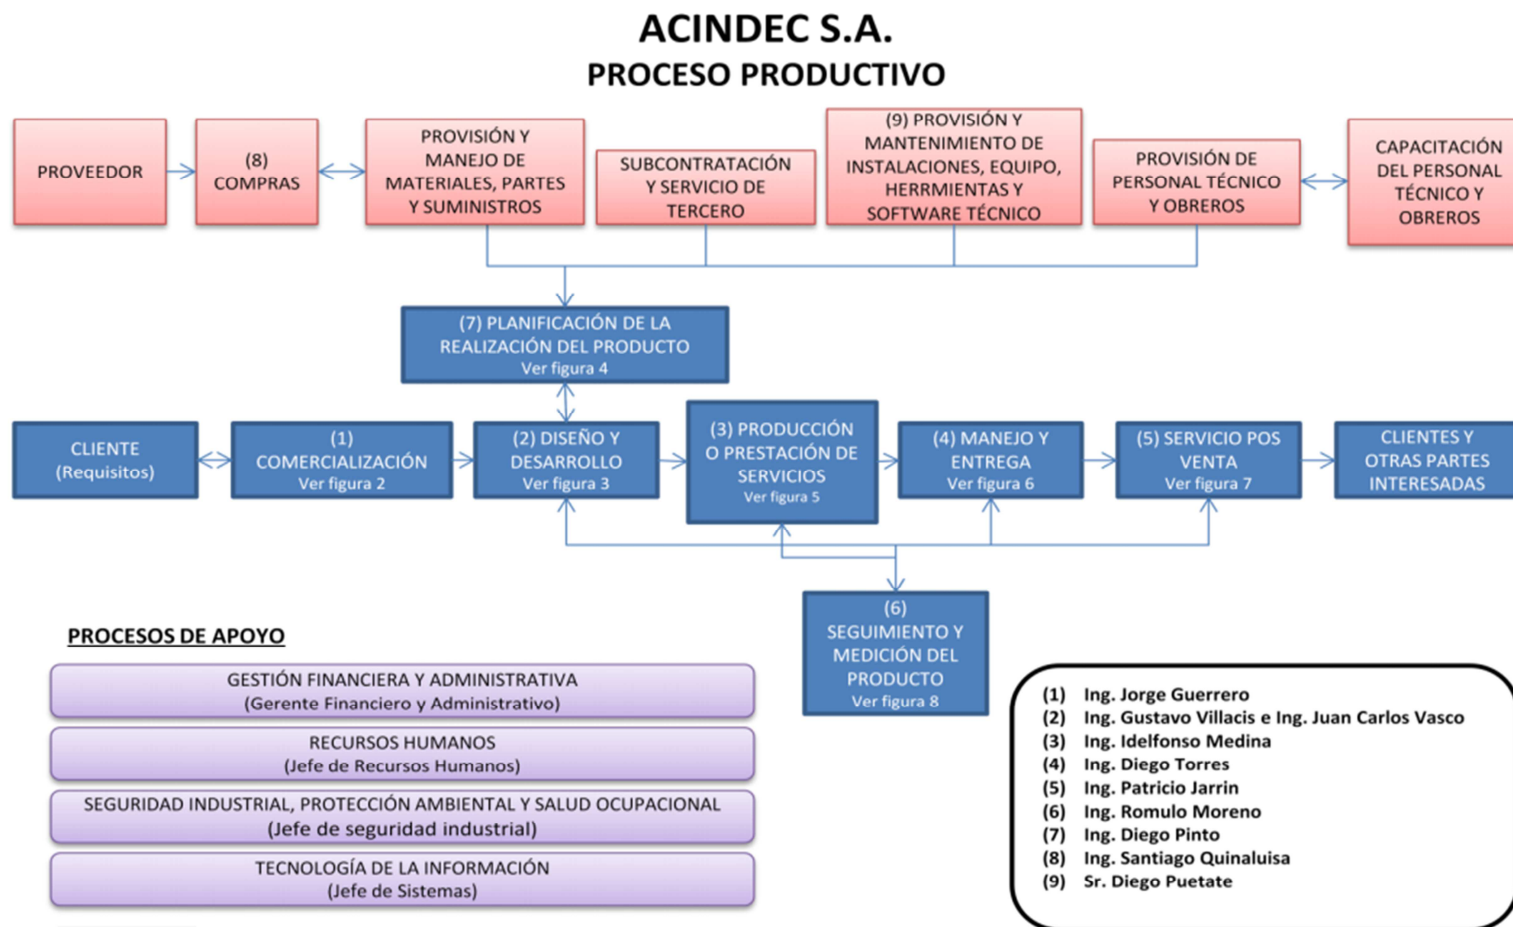 ACINDEC S.A.
PROCESO PRODUCTIVO
PROVEEDOR
(8)
COMPRAS
PROVISIÓN Y
MANEJO DE
MATERIALES, PARTES
Y SUMINISTROS
SUBCONTRATACIÓN
Y SERVICIO DE
TERCERO
(9) PROVISIÓN Y
MANTENIMIENTO DE
INSTALACIONES, EQUIPO,
HERRMIENTAS Y
SOFTWARE TÉCNICO
PROVISIÓN DE
PERSONAL TÉCNICO
Y OBREROS
CAPACITACIÓN
DEL PERSONAL
TÉCNICO Y
OBREROS
(7) PLANIFICACIÓN DE LA
REALIZACIÓN DEL PRODUCTO
Ver figura 4
CLIENTE
(Requisitos)
(1)
COMERCIALIZACIÓN
Ver figura 2
(2) DISEÑO Y
DESARROLLO
Ver figura 3
(3) PRODUCCIÓN
O PRESTACIÓN DE
SERVICIOS
Ver figura 5
(4) MANEJO Y
ENTREGA
Ver figura 6
(5) SERVICIO POS
VENTA
Ver figura 7
CLIENTES Y
OTRAS PARTES
INTERESADAS
(6)
SEGUIMIENTO Y
MEDICIÓN DEL
PRODUCTO
Ver figura 8
PROCESOS DE APOYO
GESTIÓN FINANCIERA Y ADMINISTRATIVA
(Gerente Financiero y Administrativo)
RECURSOS HUMANOS
(Jefe de Recursos Humanos)
SEGURIDAD INDUSTRIAL, PROTECCIÓN AMBIENTAL Y SALUD OCUPACIONAL
(Jefe de seguridad industrial)
TECNOLOGÍA DE LA INFORMACIÓN
(Jefe de Sistemas)
(1) Ing. Jorge Guerrero
(2) Ing. Gustavo Villacis e Ing. Juan Carlos Vasco
(3) Ing. Idelfonso Medina
(4) Ing. Diego Torres
(5) Ing. Patricio Jarrin
(6) Ing. Romulo Moreno
(7) Ing. Diego Pinto
(8) Ing. Santiago Quinaluisa
(9) Sr. Diego Puetate